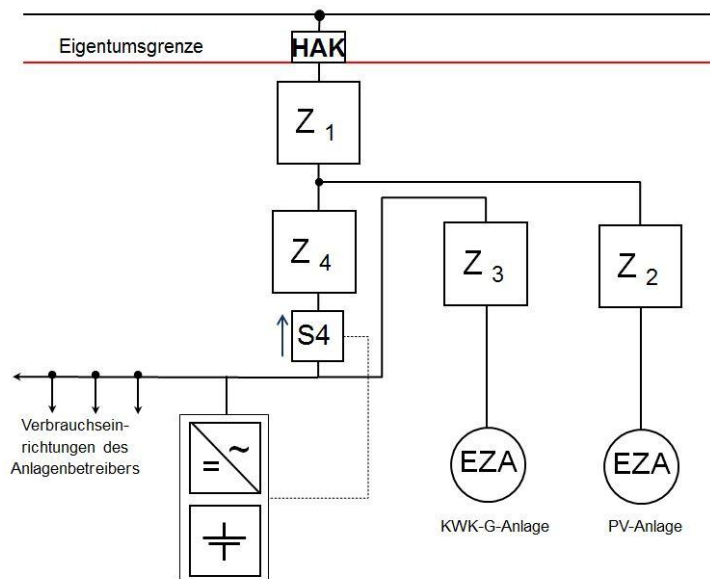 Eigentumsgrenze
HAK
Z 1
Z 4
Z 3
Z 2
S4
Verbrauchsein-
richtungen des
Anlagenbetreibers
= ~
EZA
EZA
KWK-G-Anlage
PV-Anlage